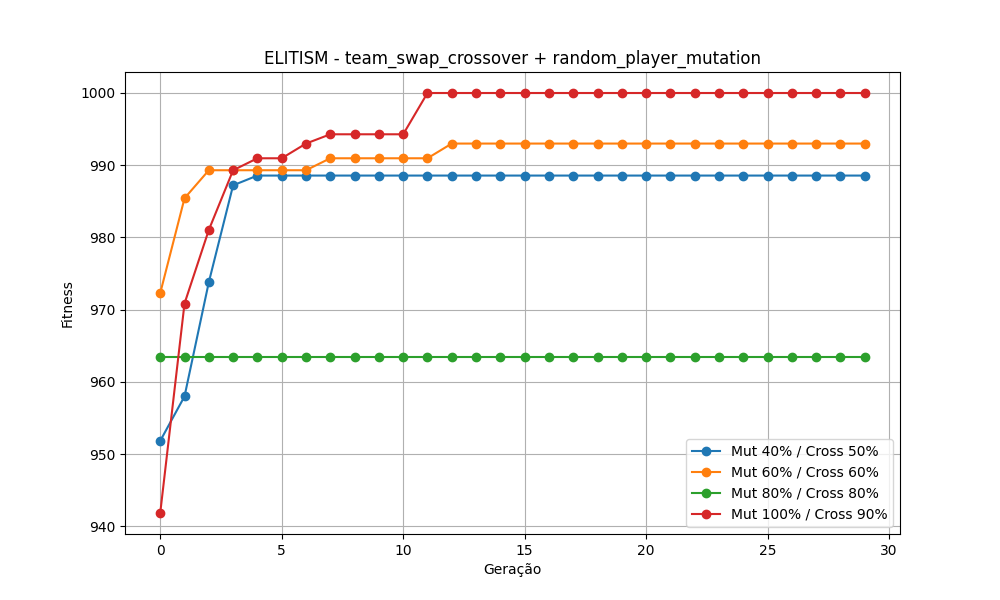 ELITISM - team_swap_crossover + random_player_mutation
1000
990
980
970
960
950
940
Fitness
0
5
10
15
20
25
30
Geração
Mut 40% / Cross 50%
Mut 60% / Cross 60%
Mut 80% / Cross 80%
Mut 100% / Cross 90%